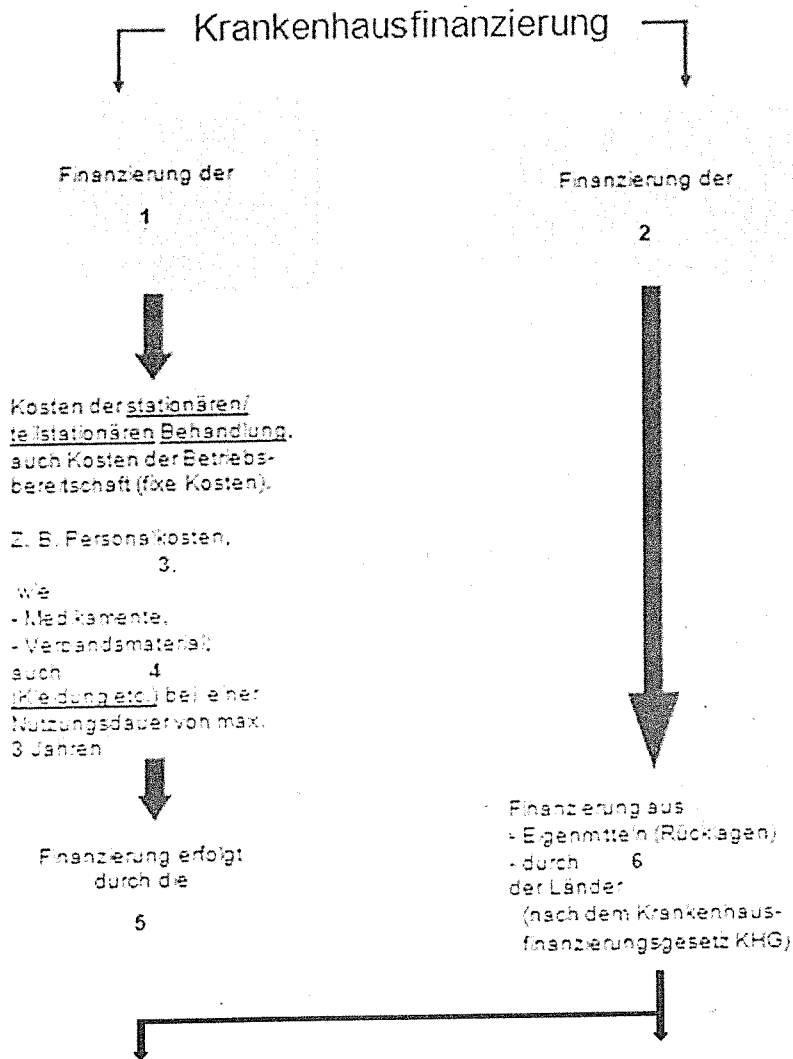 Krankenhausfinanzierung
Finanzierung der
1
Finanzierung der
2
Kosten der stationären/
teilstationären Behandlung,
auch Kosten der Betriebs-
bereitschaft (fixe Kosten).
Z. B. Personalkosten,
3,
wie
- Medikamente,
- Verbandsmaterial;
auch 4
(Kleidung etc.) bei einer
Nutzungsdauer von max.
3 Jahren
Finanzierung erfolgt
durch die
5
Finanzierung aus
- Eigenmitteln (Rücklagen)
- durch 6
der Länder
(nach dem Krankenhaus-
finanzierungsgesetz KHG)